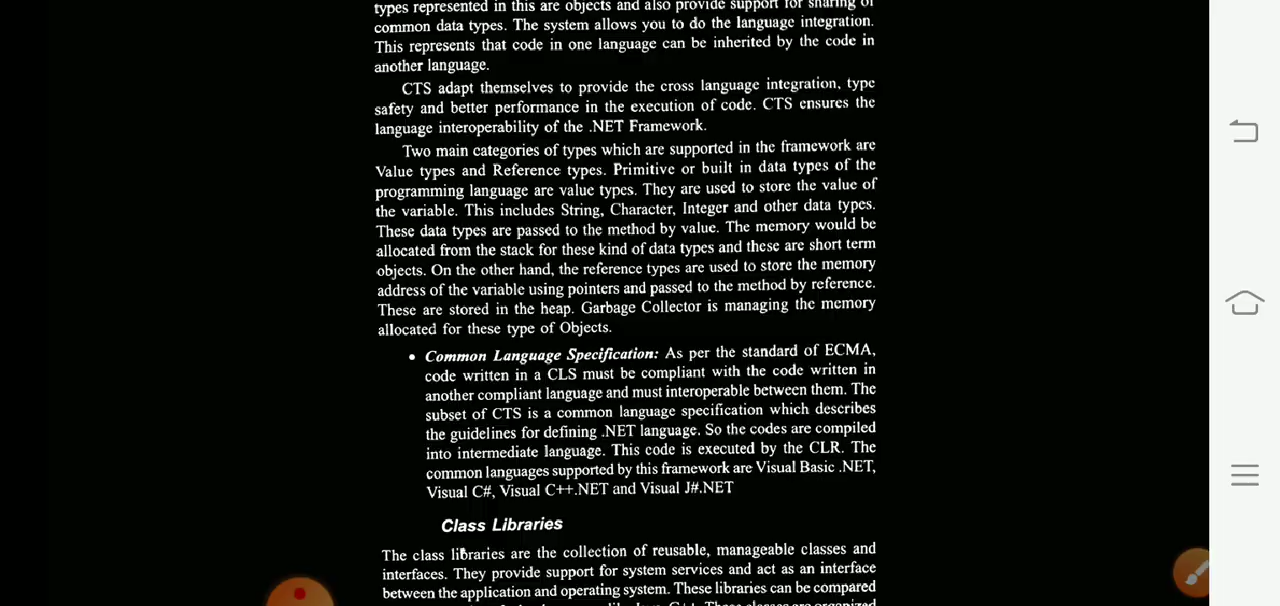 types represented in this are objects and also provide support for sharing of
common data types. The system allows you to do the language integration.
This represents that code in one language can be inherited by the code in
another language.
CTS adapt themselves to provide the cross language integration, type
safety and better performance in the execution of code. CTS ensures the
language interoperability of the .NET Framework.
Two main categories of types which are supported in the framework are
Value types and Reference types. Primitive or built in data types of the
programming language are value types. They are used to store the value of
the variable. This includes String, Character, Integer and other data types.
These data types are passed to the method by value. The memory would be
allocated from the stack for these kind of data types and these are short term
objects. On the other hand, the reference types are used to store the memory
address of the variable using pointers and passed to the method by reference.
These are stored in the heap. Garbage Collector is managing the memory
allocated for these type of Objects.
• Common Language Specification: As per the standard of ECMA,
code written in a CLS must be compliant with the code written in
another compliant language and must interoperable between them. The
subset of CTS is a common language specification which describes
the guidelines for defining .NET language. So the codes are compiled
into intermediate language. This code is executed by the CLR. The
common languages supported by this framework are Visual Basic .NET,
Visual C#, Visual C++.NET and Visual J#.NET
Class Libraries
The class libraries are the collection of reusable, manageable classes and
interfaces. They provide support for system services and act as an interface
between the application and operating system. These libraries can be compared